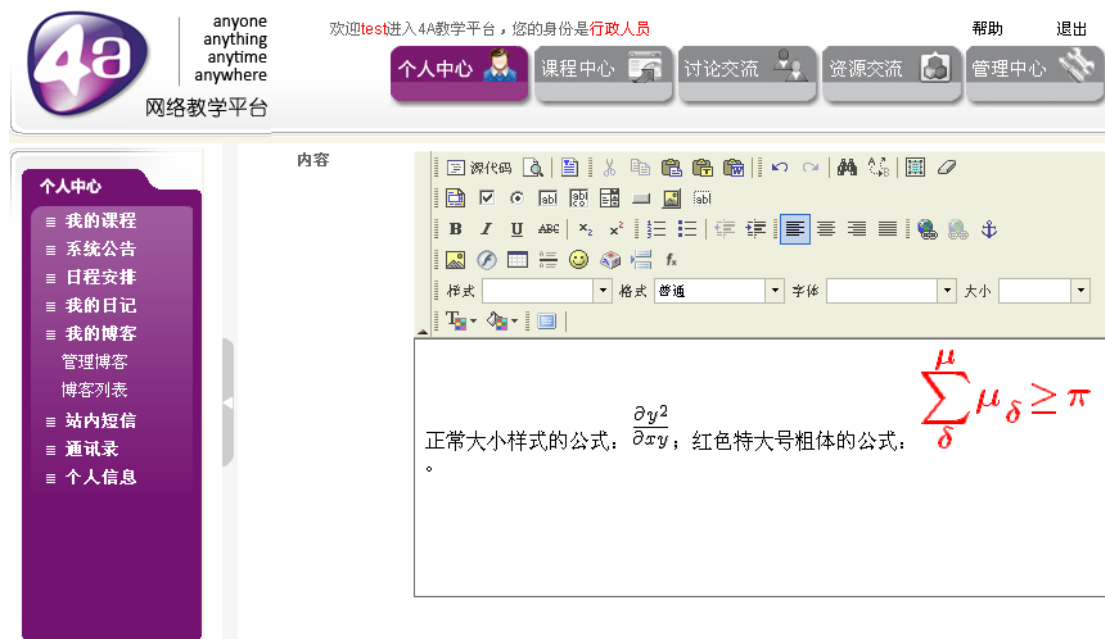 4a
anyone
anything
anytime
anywhere
网络教学平台
欢迎test进入4A教学平台，您的身份是行政人员
帮助 退出
个人中心 课程中心 讨论交流 资源交流 管理中心
个人中心
我的课程
系统公告
日程安排
我的日记
我的博客
管理博客
博客列表
站内短信
通讯录
个人信息
内容
源代码
B I U ABC ×₂ ×²
样式 格式 普通 字体 大小
正常大小样式的公式：∂y²/∂xy；红色特大号粗体的公式：∑_δ^μ μ_δ ≥ π
。